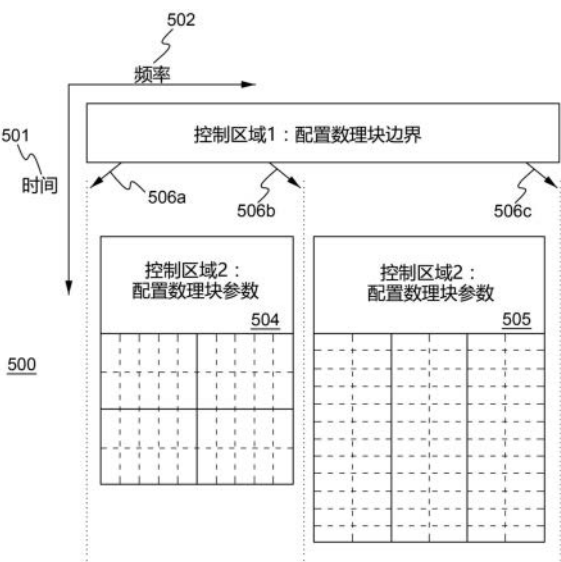 502
频率
501
时间
控制区域1：配置数理块边界
506a
506b
506c
控制区域2：
配置数理块参数
504
控制区域2：
配置数理块参数
505
500